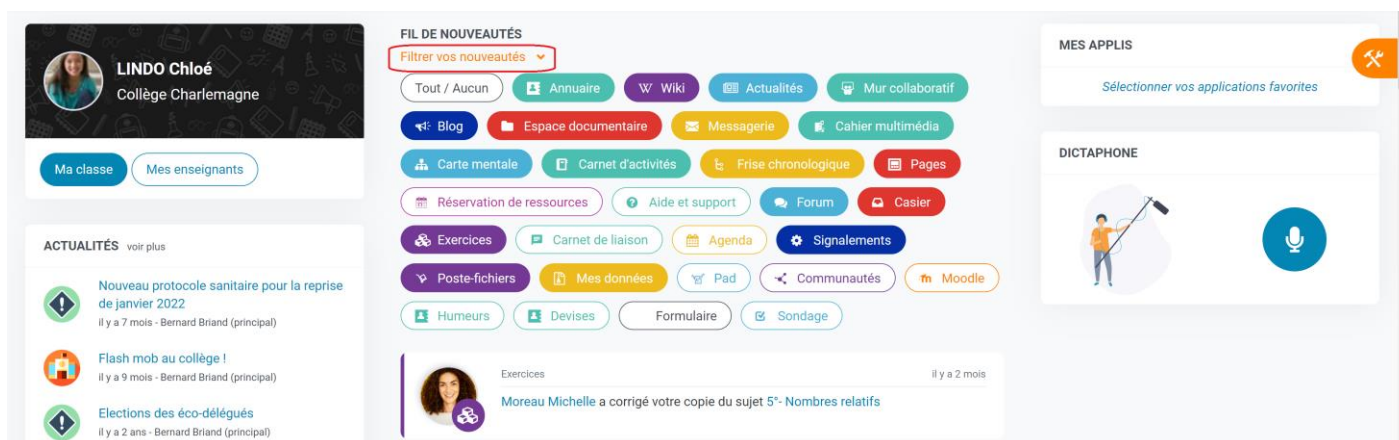 LINDO Chloé
Collège Charlemagne
Ma classe
Mes enseignants
ACTUALITÉS voir plus
Nouveau protocole sanitaire pour la reprise
de janvier 2022
il y a 7 mois - Bernard Briand (principal)
Flash mob au collège !
il y a 9 mois - Bernard Briand (principal)
Elections des éco-délégués
il y a 2 ans - Bernard Briand (principal)
FIL DE NOUVEAUTÉS
Filtrer vos nouveautés
Tout / Aucun Annuaire Wiki Actualités Mur collaboratif
Blog Espace documentaire Messagerie Cahier multimédia
Carte mentale Carnet d'activités Frise chronologique Pages
Réservation de ressources Aide et support Forum Casier
Exercices Carnet de liaison Agenda Signalements
Poste-fichiers Mes données Pad Communautés Moodle
Humeurs Devises Formulaire Sondage
Exercices il y a 2 mois
Moreau Michelle a corrigé votre copie du sujet 5°- Nombres relatifs
MES APPLIS
Sélectionner vos applications favorites
DICTAPHONE